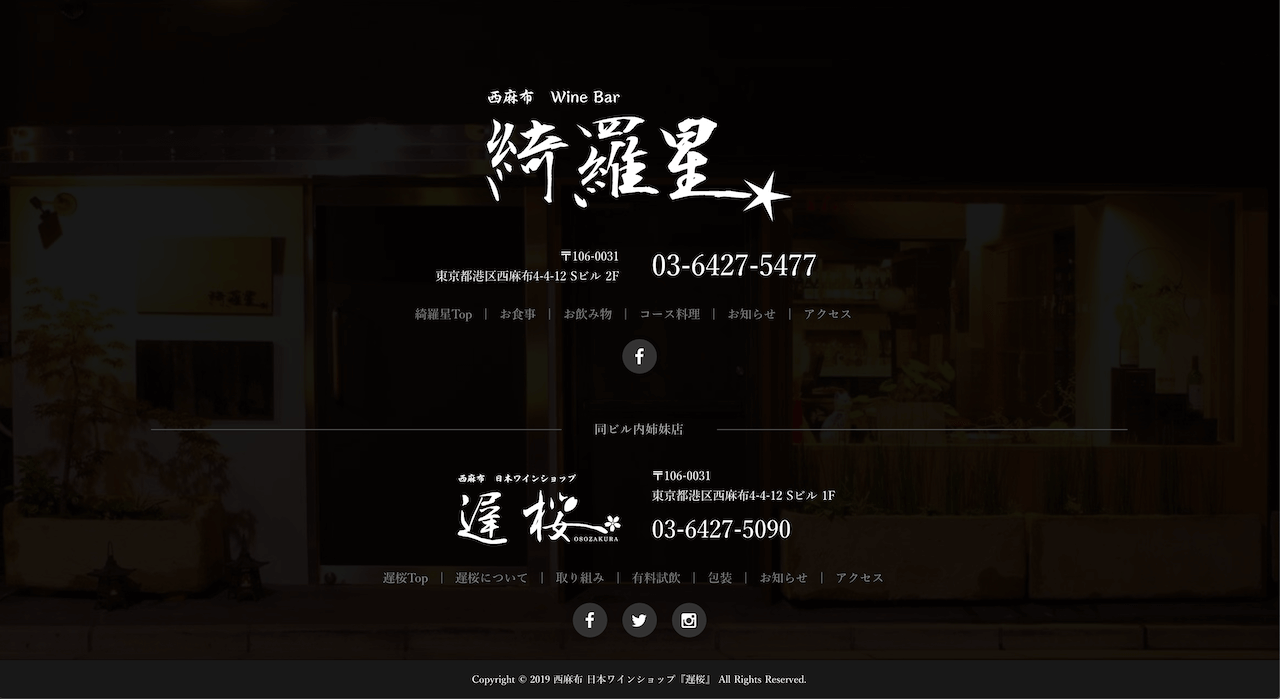 西麻布　Wine Bar
綺羅星
〒106-0031
東京都港区西麻布4-4-12 Sビル 2F
03-6427-5477
綺羅星Top | お食事 | お飲み物 | コース料理 | お知らせ | アクセス
同ビル内姉妹店
西麻布　日本ワインショップ
遅桜
OSOZAKURA
〒106-0031
東京都港区西麻布4-4-12 Sビル 1F
03-6427-5090
遅桜Top | 遅桜について | 取り組み | 有料試飲 | 包装 | お知らせ | アクセス
Copyright © 2019 西麻布 日本ワインショップ『遅桜』 All Rights Reserved.
綺羅星